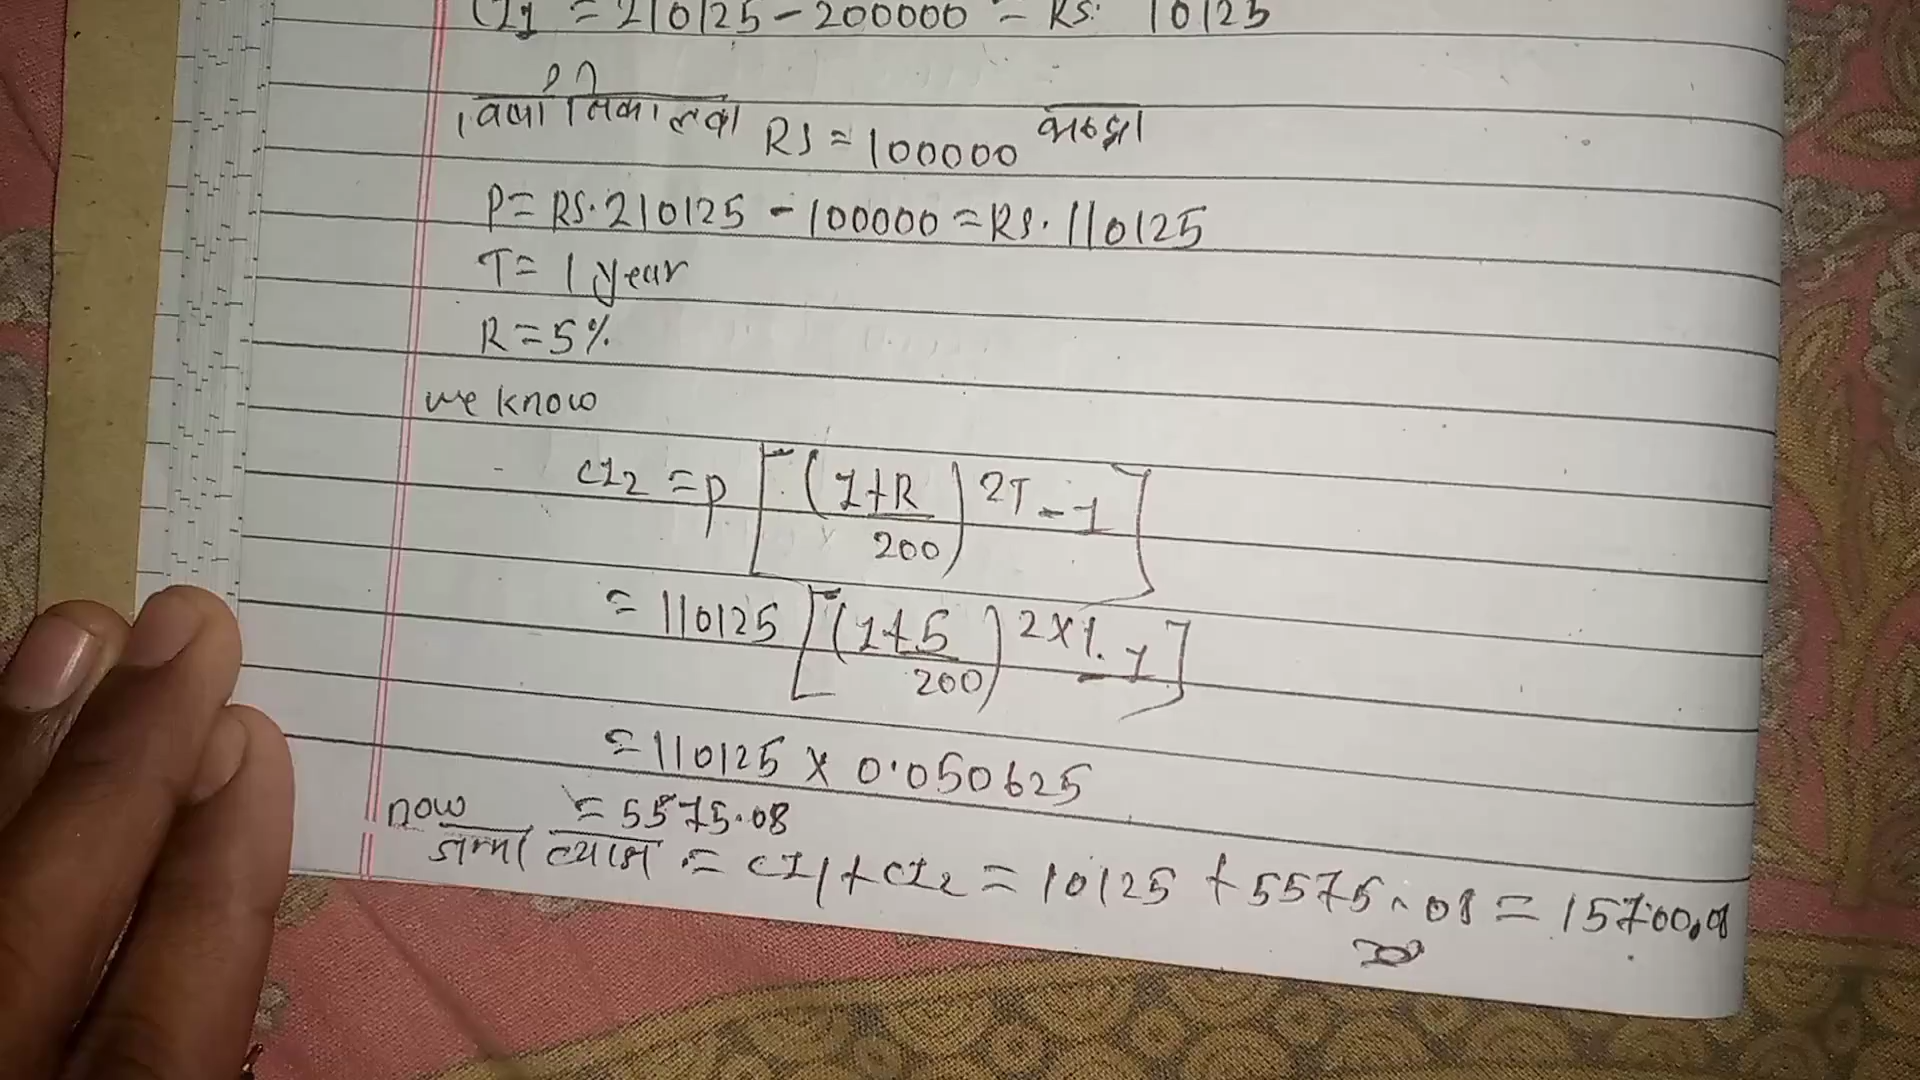 CI1 = 210125 - 200000 = Rs. 10125
RS = 100000
P = RS. 210125 - 100000 = RS. 110125
T = 1 year
R = 5%
we know
CI2 = P [(1+R/200)2T - 1]
= 110125 [(1+5/200)2×1 - 1]
= 110125 × 0.050625
now = 5575.08
जम्मा ब्याज = CI1 + CI2 = 10125 + 5575.08 = 15700.08